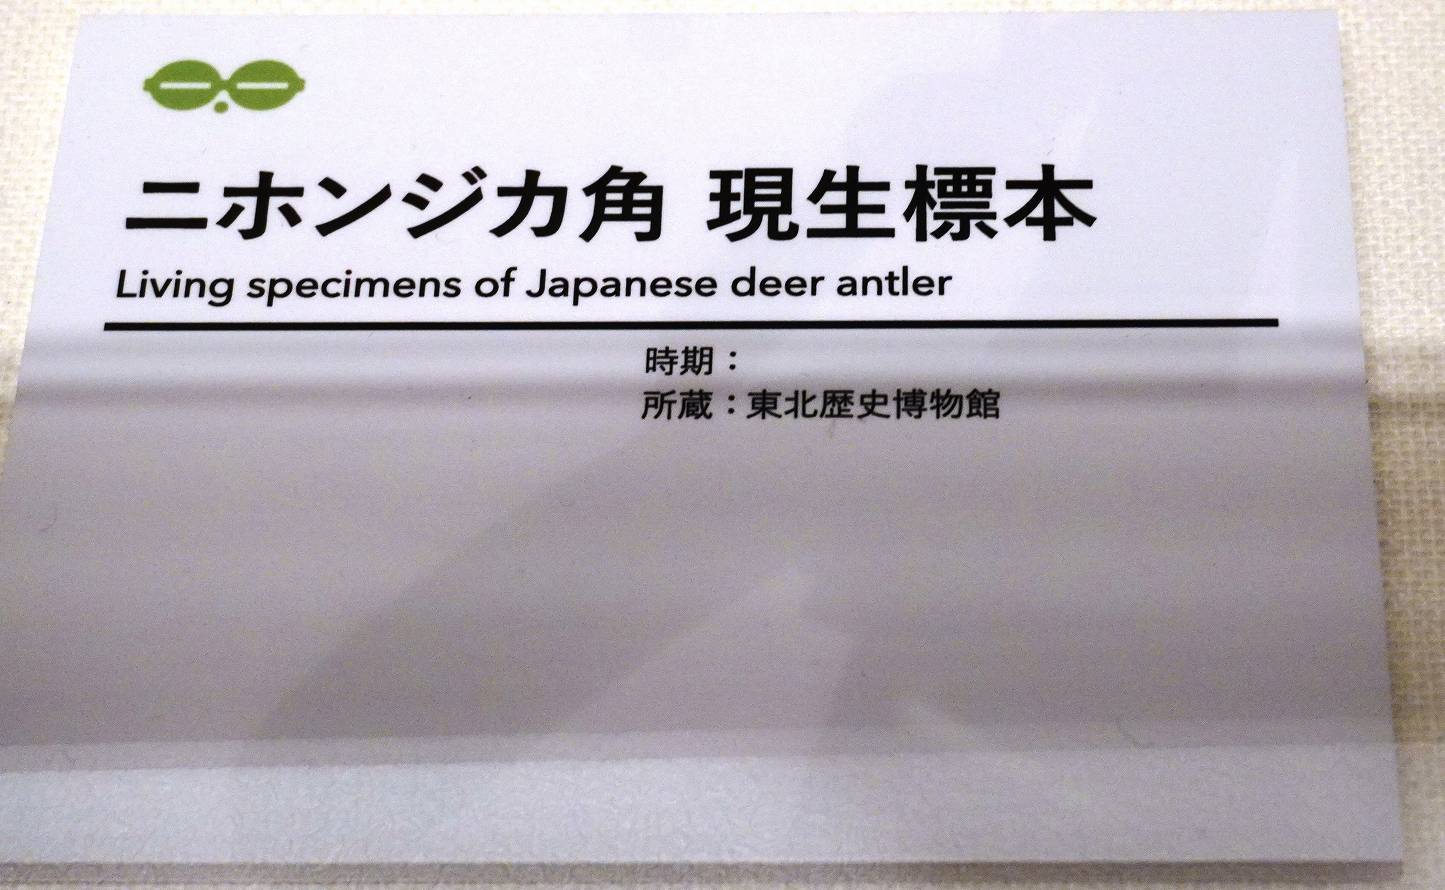 ニホンジカ角 現生標本
Living specimens of Japanese deer antler
時期：
所蔵：東北歴史博物館